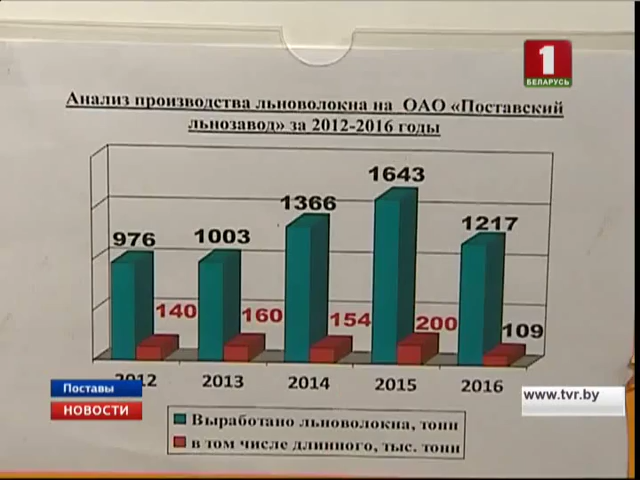 1
БЕЛАРУСЬ
Анализ производства льноволокна на ОАО «Поставский
льнозавод» за 2012-2016 годы
976 1003 1366 1643 1217
140 160 154 200 109
2012 2013 2014 2015 2016
Поставы
НОВОСТИ
www.tvr.by
Выработано льноволокна, тонн
в том числе длинного, тыс. тонн